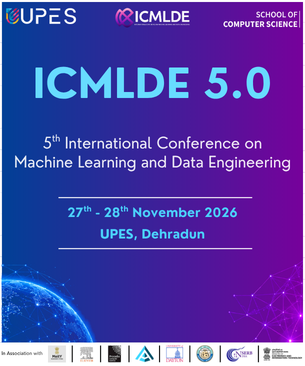 UPES
ICMLDE
SCHOOL OF
COMPUTER SCIENCE
ICMLDE 5.0
5th International Conference on
Machine Learning and Data Engineering
27th - 28th November 2026
UPES, Dehradun
In Association with